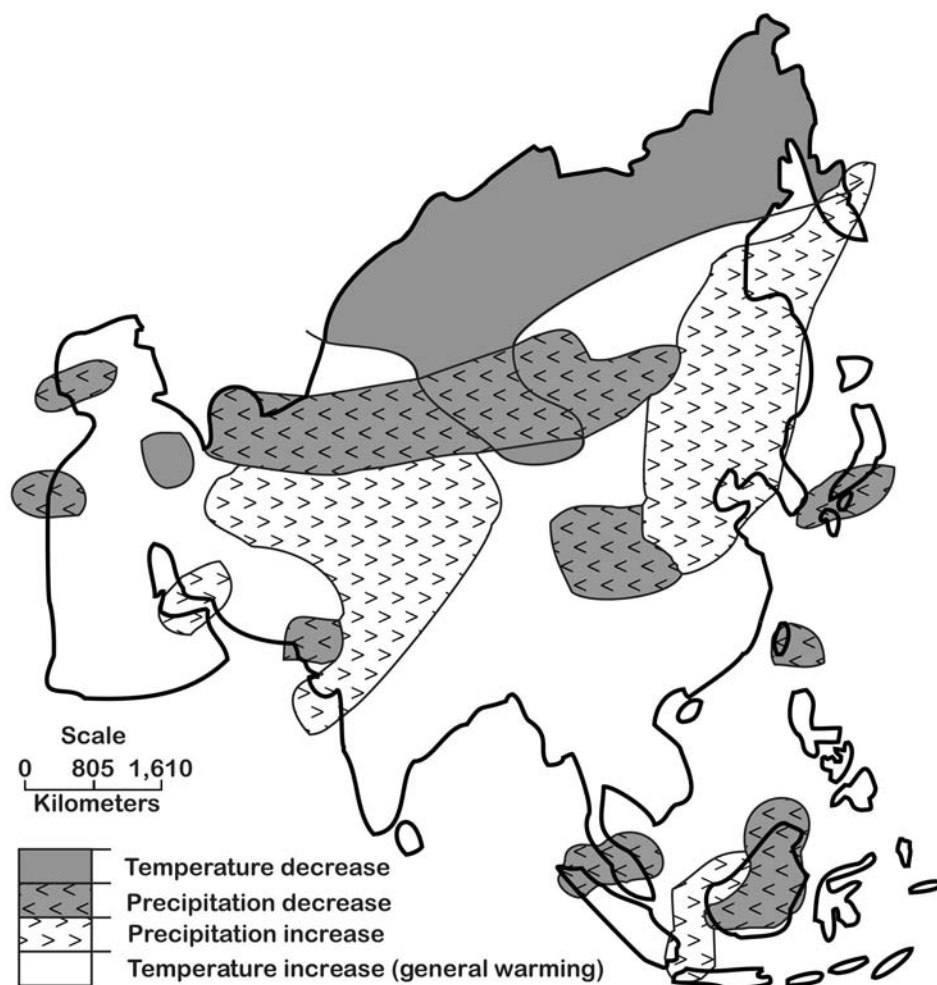 Scale
0 805 1,610
Kilometers
Temperature decrease
Precipitation decrease
Precipitation increase
Temperature increase (general warming)